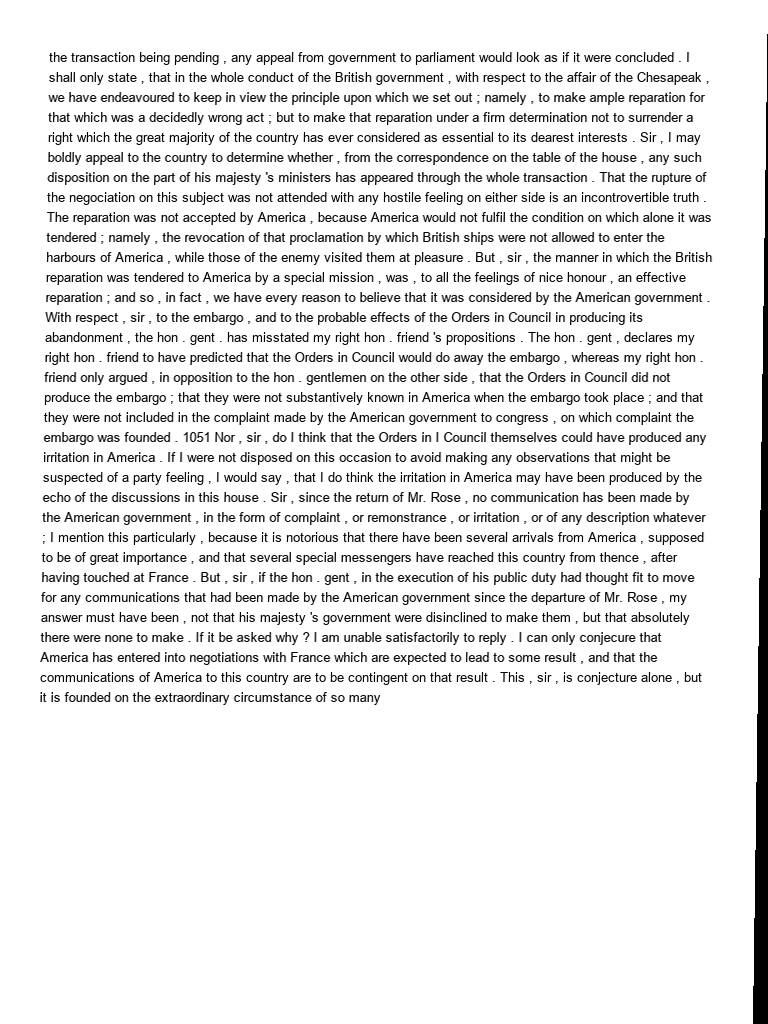 the transaction being pending , any appeal from government to parliament would look as if it were concluded . I
shall only state , that in the whole conduct of the British government , with respect to the affair of the Chesapeak ,
we have endeavoured to keep in view the principle upon which we set out ; namely , to make ample reparation for
that which was a decidedly wrong act ; but to make that reparation under a firm determination not to surrender a
right which the great majority of the country has ever considered as essential to its dearest interests . Sir , I may
boldly appeal to the country to determine whether , from the correspondence on the table of the house , any such
disposition on the part of his majesty 's ministers has appeared through the whole transaction . That the rupture of
the negociation on this subject was not attended with any hostile feeling on either side is an incontrovertible truth .
The reparation was not accepted by America , because America would not fulfil the condition on which alone it was
tendered ; namely , the revocation of that proclamation by which British ships were not allowed to enter the
harbours of America , while those of the enemy visited them at pleasure . But , sir , the manner in which the British
reparation was tendered to America by a special mission , was , to all the feelings of nice honour , an effective
reparation ; and so , in fact , we have every reason to believe that it was considered by the American government .
With respect , sir , to the embargo , and to the probable effects of the Orders in Council in producing its
abandonment , the hon . gent . has misstated my right hon . friend 's propositions . The hon . gent , declares my
right hon . friend to have predicted that the Orders in Council would do away the embargo , whereas my right hon .
friend only argued , in opposition to the hon . gentlemen on the other side , that the Orders in Council did not
produce the embargo ; that they were not substantively known in America when the embargo took place ; and that
they were not included in the complaint made by the American government to congress , on which complaint the
embargo was founded . 1051 Nor , sir , do I think that the Orders in I Council themselves could have produced any
irritation in America . If I were not disposed on this occasion to avoid making any observations that might be
suspected of a party feeling , I would say , that I do think the irritation in America may have been produced by the
echo of the discussions in this house . Sir , since the return of Mr. Rose , no communication has been made by
the American government , in the form of complaint , or remonstrance , or irritation , or of any description whatever
; I mention this particularly , because it is notorious that there have been several arrivals from America , supposed
to be of great importance , and that several special messengers have reached this country from thence , after
having touched at France . But , sir , if the hon . gent , in the execution of his public duty had thought fit to move
for any communications that had been made by the American government since the departure of Mr. Rose , my
answer must have been , not that his majesty 's government were disinclined to make them , but that absolutely
there were none to make . If it be asked why ? I am unable satisfactorily to reply . I can only conjecure that
America has entered into negotiations with France which are expected to lead to some result , and that the
communications of America to this country are to be contingent on that result . This , sir , is conjecture alone , but
it is founded on the extraordinary circumstance of so many